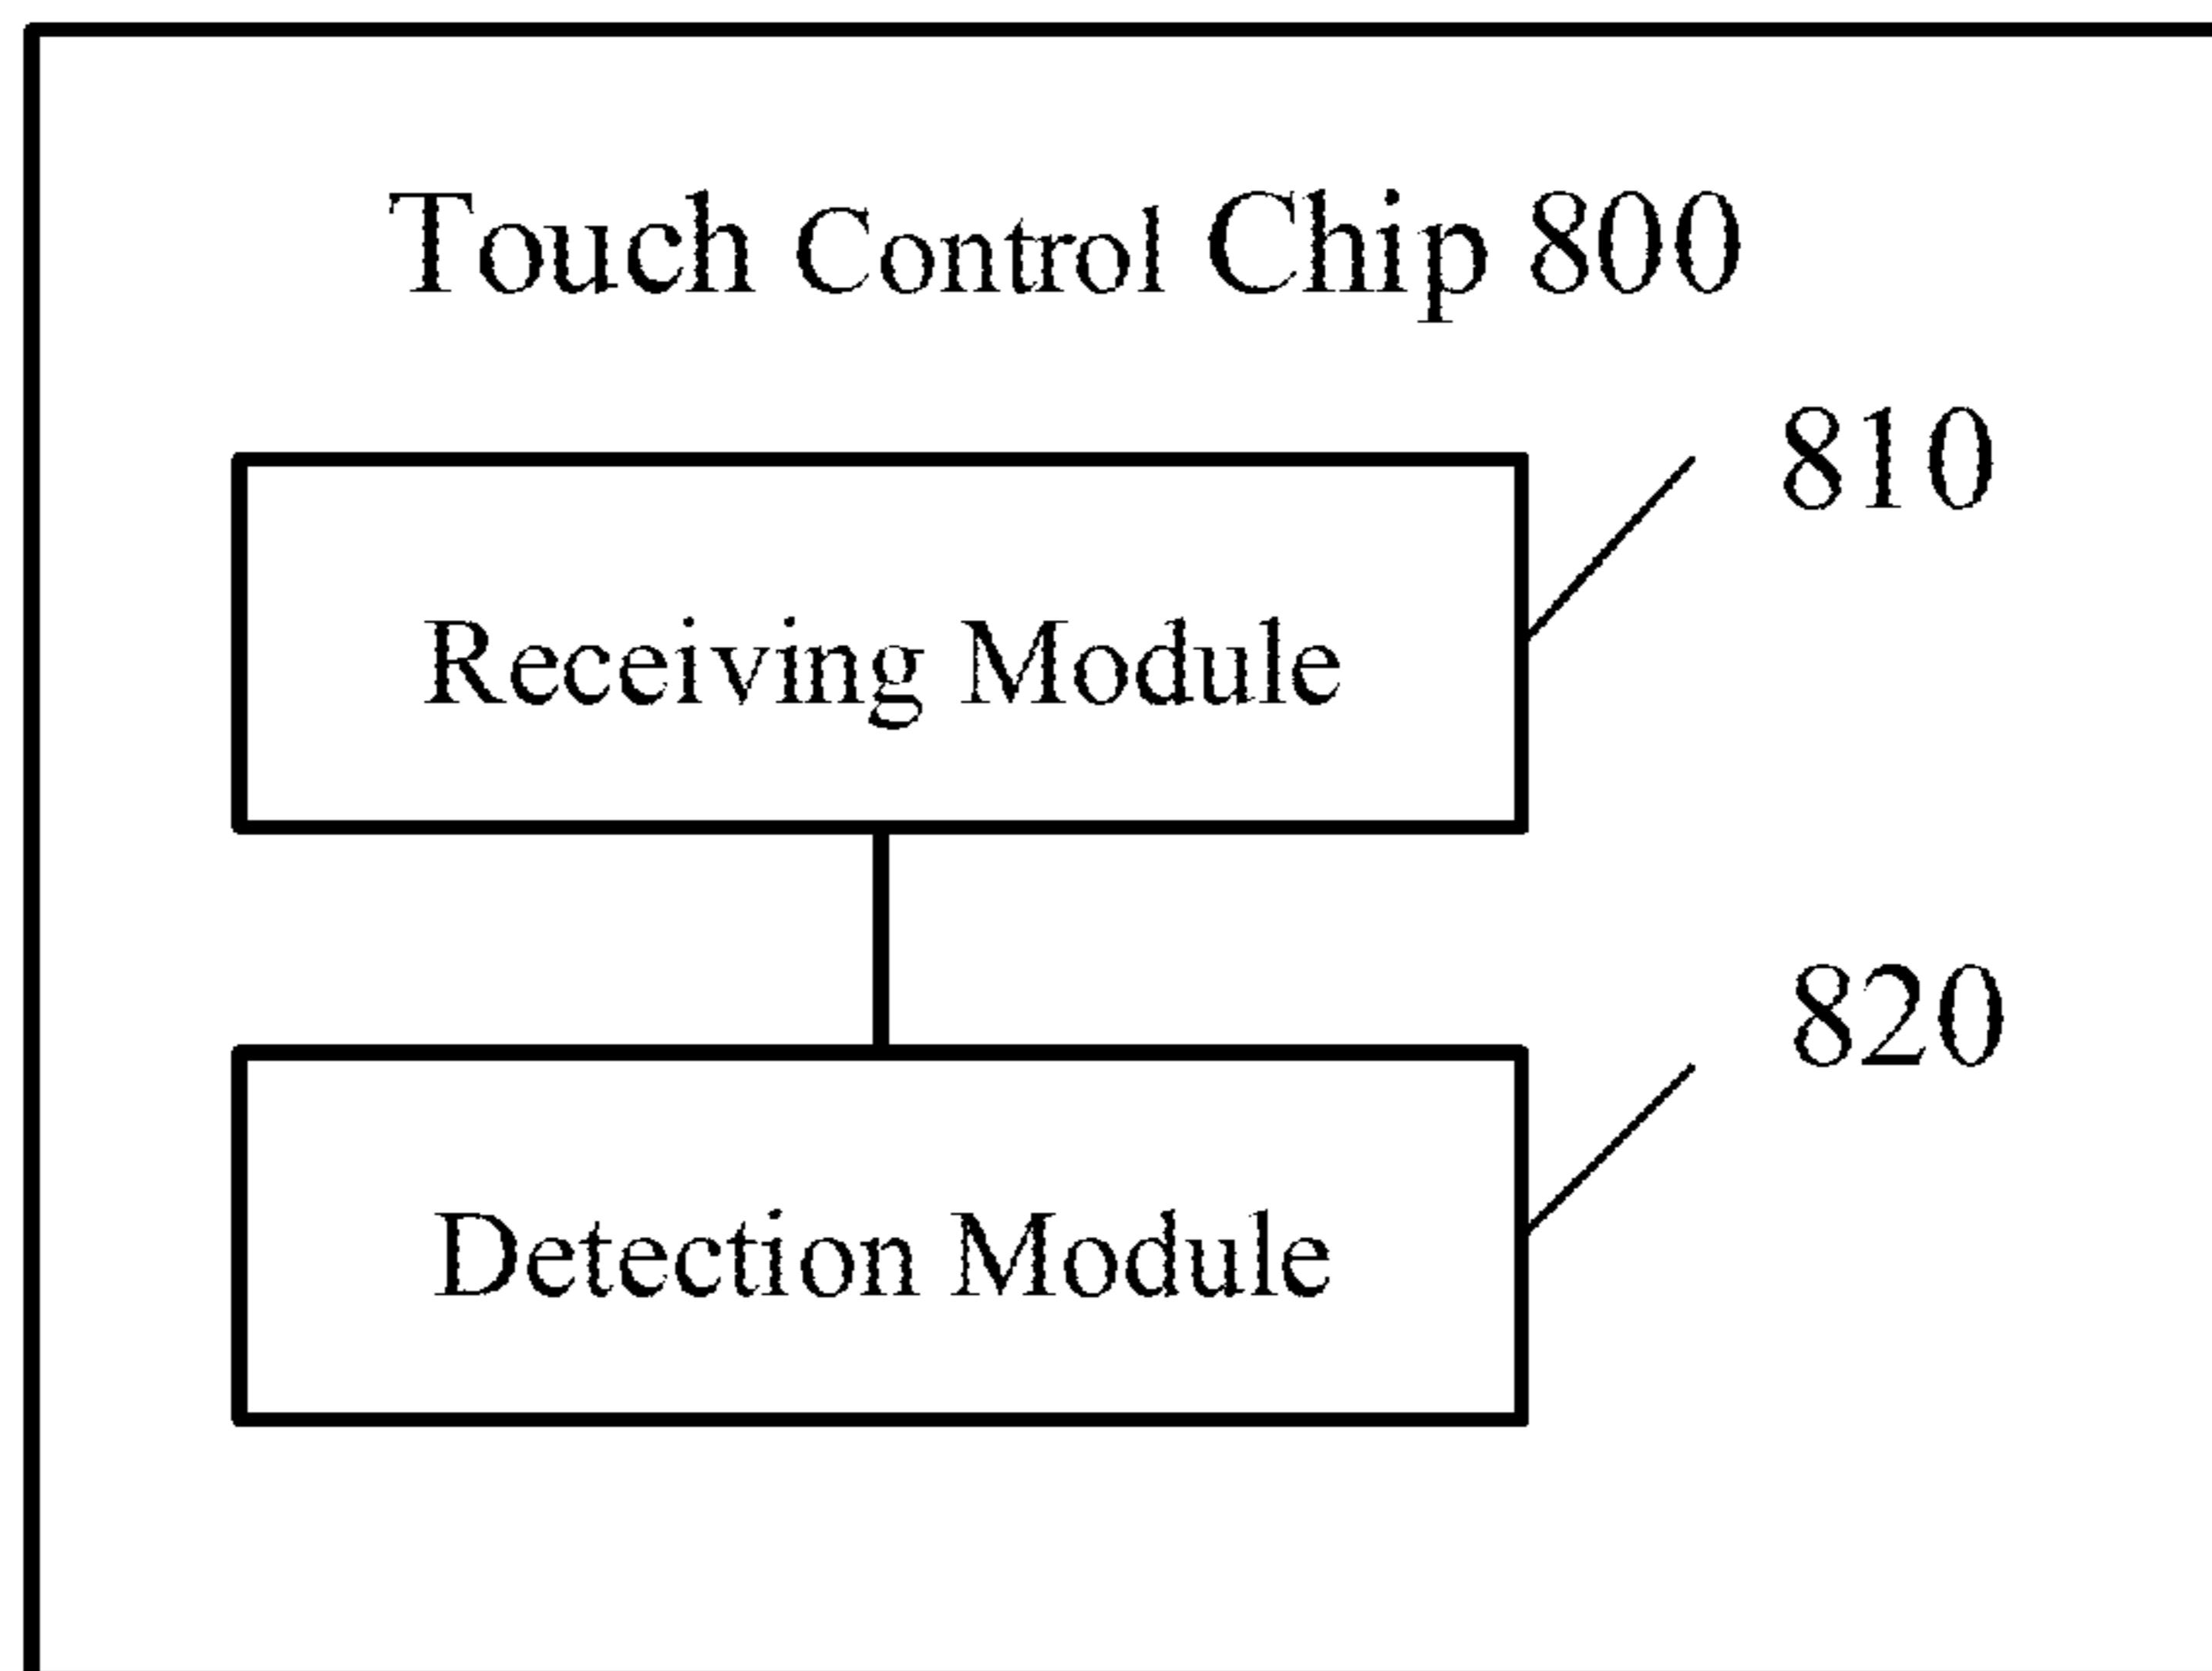 Touch Control Chip 800
810
Receiving Module
820
Detection Module